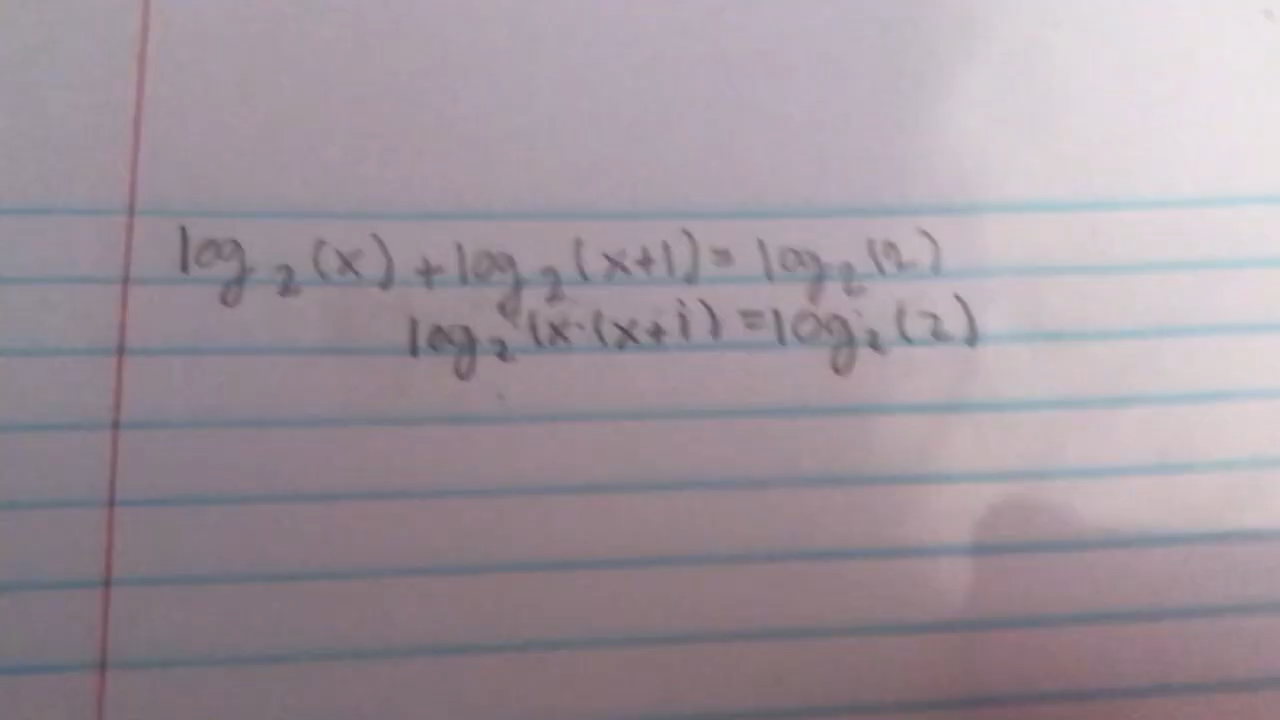 log₂(x) + log₂(x+1) = log₂(2)
log₂(x·(x+1) = log₂(2)